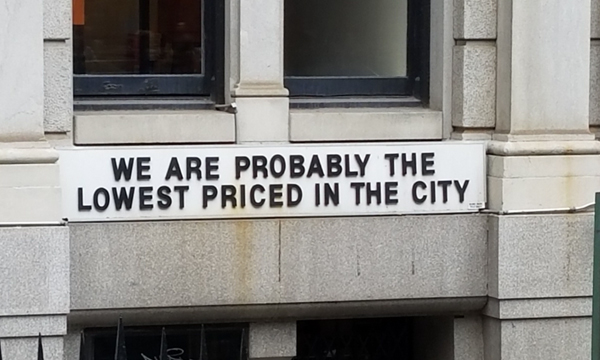 WE ARE PROBABLY THE
LOWEST PRICED IN THE CITY